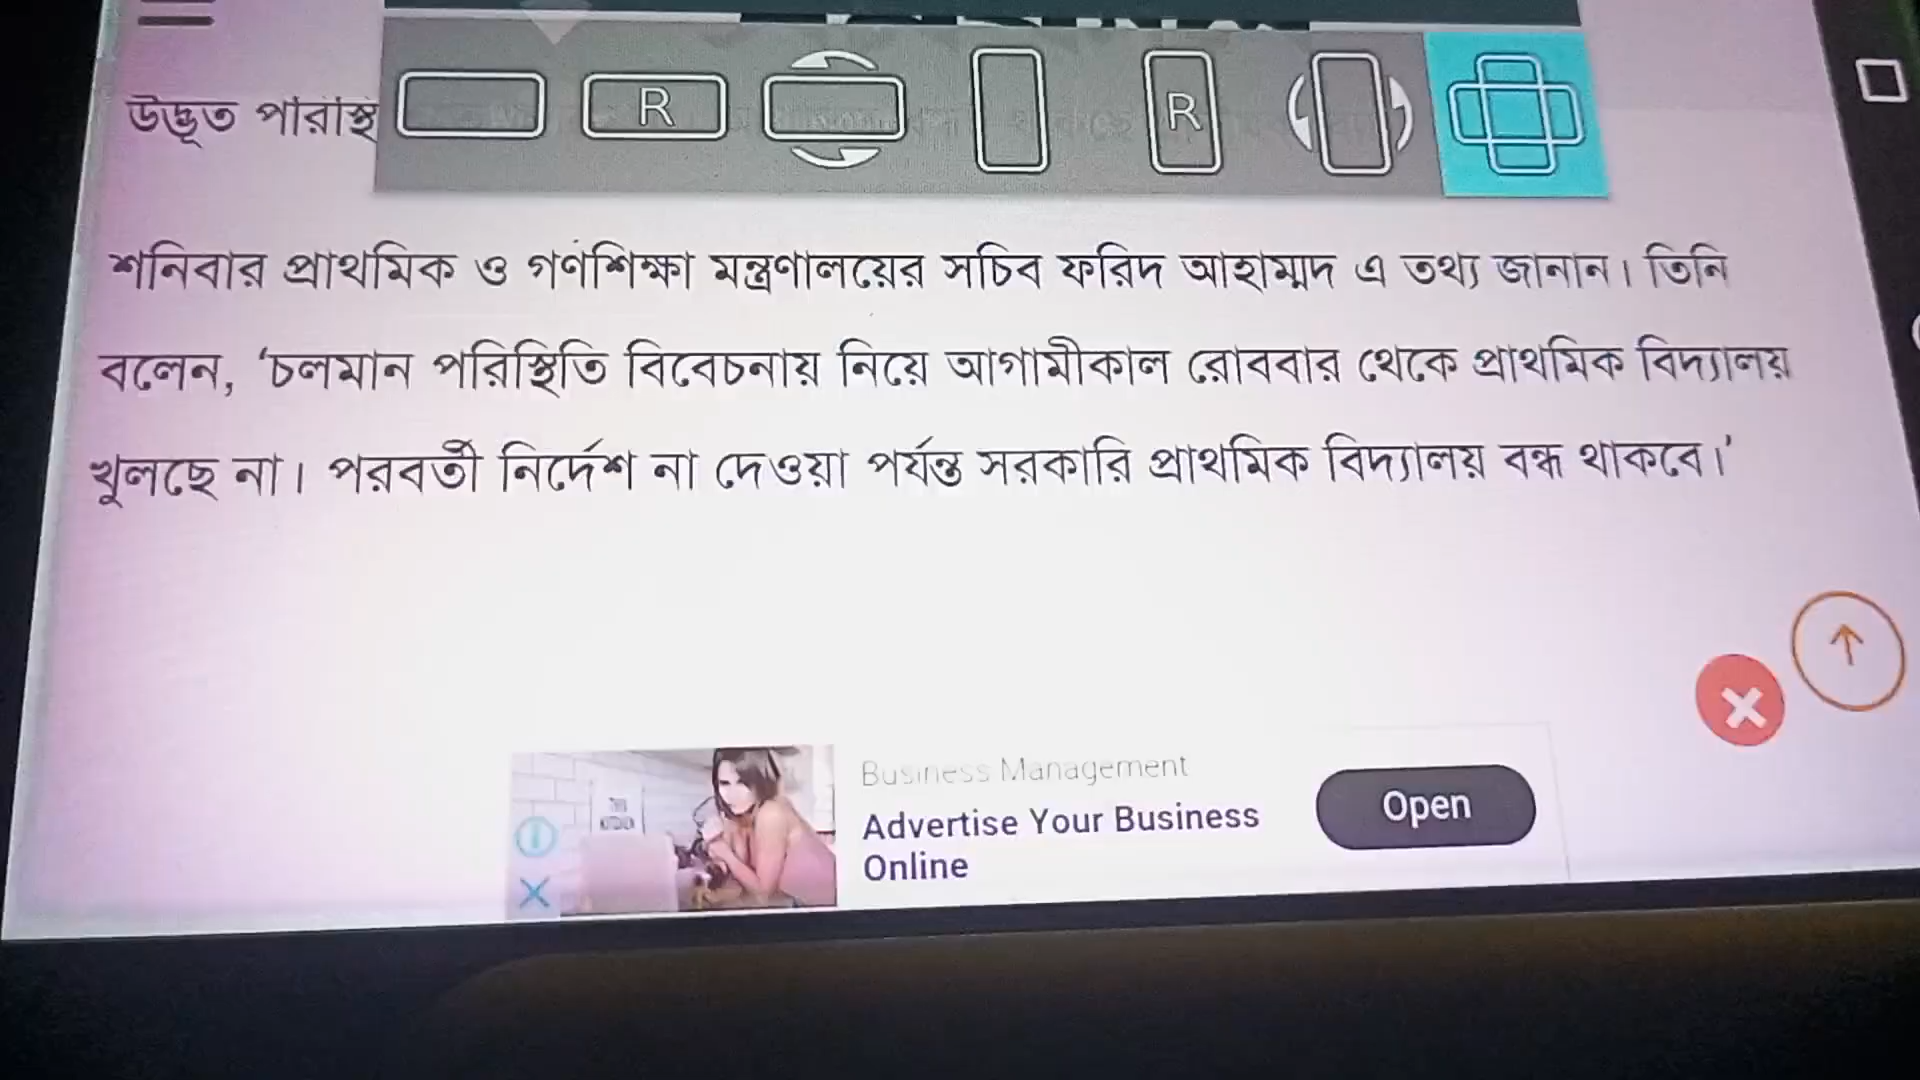 উদ্ভূত
R
R
শনিবার প্রাথমিক ও গণশিক্ষা মন্ত্রণালয়ের সচিব ফরিদ আহাম্মদ এ তথ্য জানান। তিনি
বলেন, ‘চলমান পরিস্থিতি বিবেচনায় নিয়ে আগামীকাল রোববার থেকে প্রাথমিক বিদ্যালয়
খুলছে না। পরবর্তী নির্দেশ না দেওয়া পর্যন্ত সরকারি প্রাথমিক বিদ্যালয় বন্ধ থাকবে।’
Business Management
Advertise Your Business
Online
Open